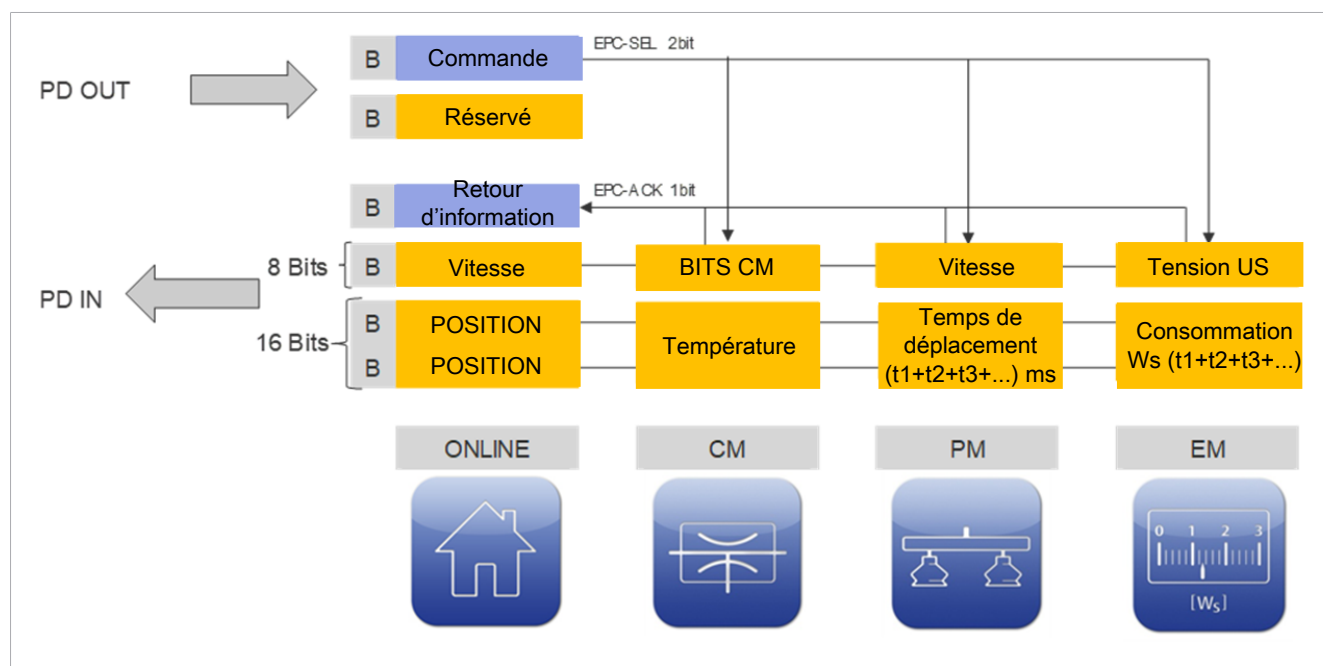 PD OUT
B
Commande
EPC-SEL 2bit
B
Réservé
B
Retour
d’information
EPC-ACK 1bit
PD IN
8 Bits
B
Vitesse
BITS CM
Vitesse
Tension US
16 Bits
B
POSITION
B
POSITION
Température
Temps de
déplacement
(t1+t2+t3+...) ms
Consommation
Ws (t1+t2+t3+...)
ONLINE
CM
PM
EM
0 1 2 3
[Ws]